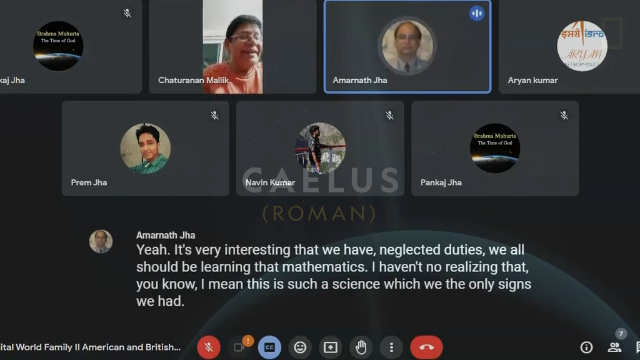 Brahma Muhurta
The Time of God
kaj Jha
Chaturanan Mallik
Amarnath Jha
इससे
Aryan kumar
Prem Jha
Navin Kumar
Brahma Muhurta
The Time of God
Pankaj Jha
CAELUS
(ROMAN)
Amarnath Jha
Yeah. It's very interesting that we have, neglected duties, we all
should be learning that mathematics. I haven't no realizing that,
you know, I mean this is such a science which we the only signs
we had.
ital World Family II American and British...
CC
7